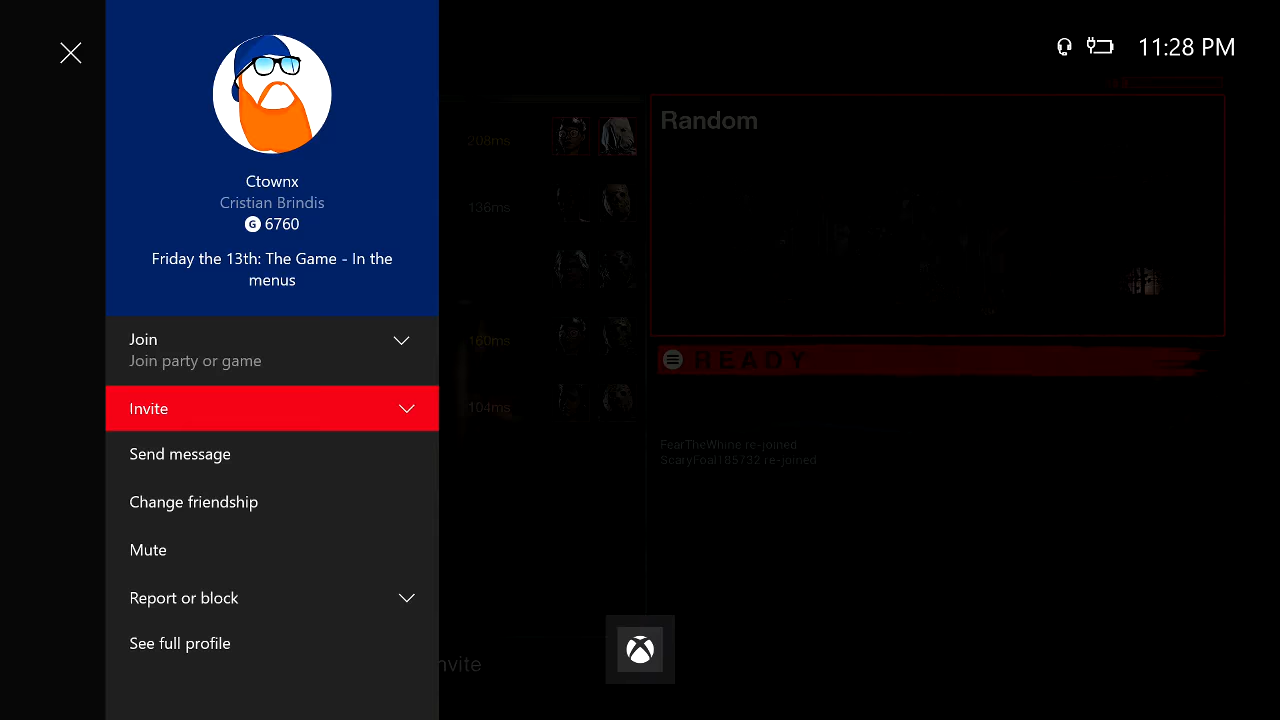 11:28 PM
Ctownx
Cristian Brindis
G 6760
Friday the 13th: The Game - In the
menus
Join
Join party or game
Invite
Send message
Change friendship
Mute
Report or block
See full profile
208ms
136ms
160ms
104ms
Random
READY
FearTheWhine re-joined
ScaryFoal185732 re-joined
nvite